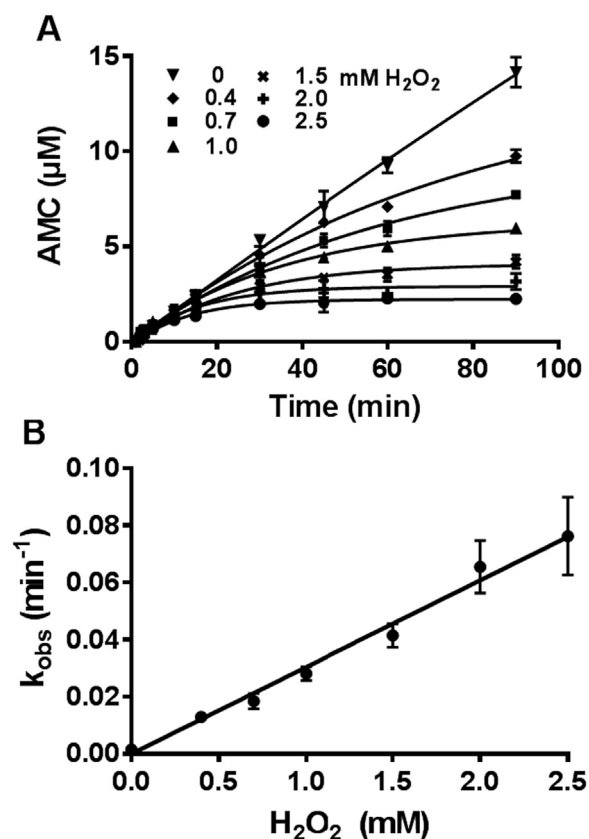 A
15
10
5
0
AMC (μM)
0 1.5 mM H₂O₂
0.4 2.0
0.7 2.5
1.0
0 20 40 60 80 100
Time (min)
B
0.10
0.08
0.06
0.04
0.02
0.00
k_obs (min⁻¹)
0.0 0.5 1.0 1.5 2.0 2.5
H₂O₂ (mM)